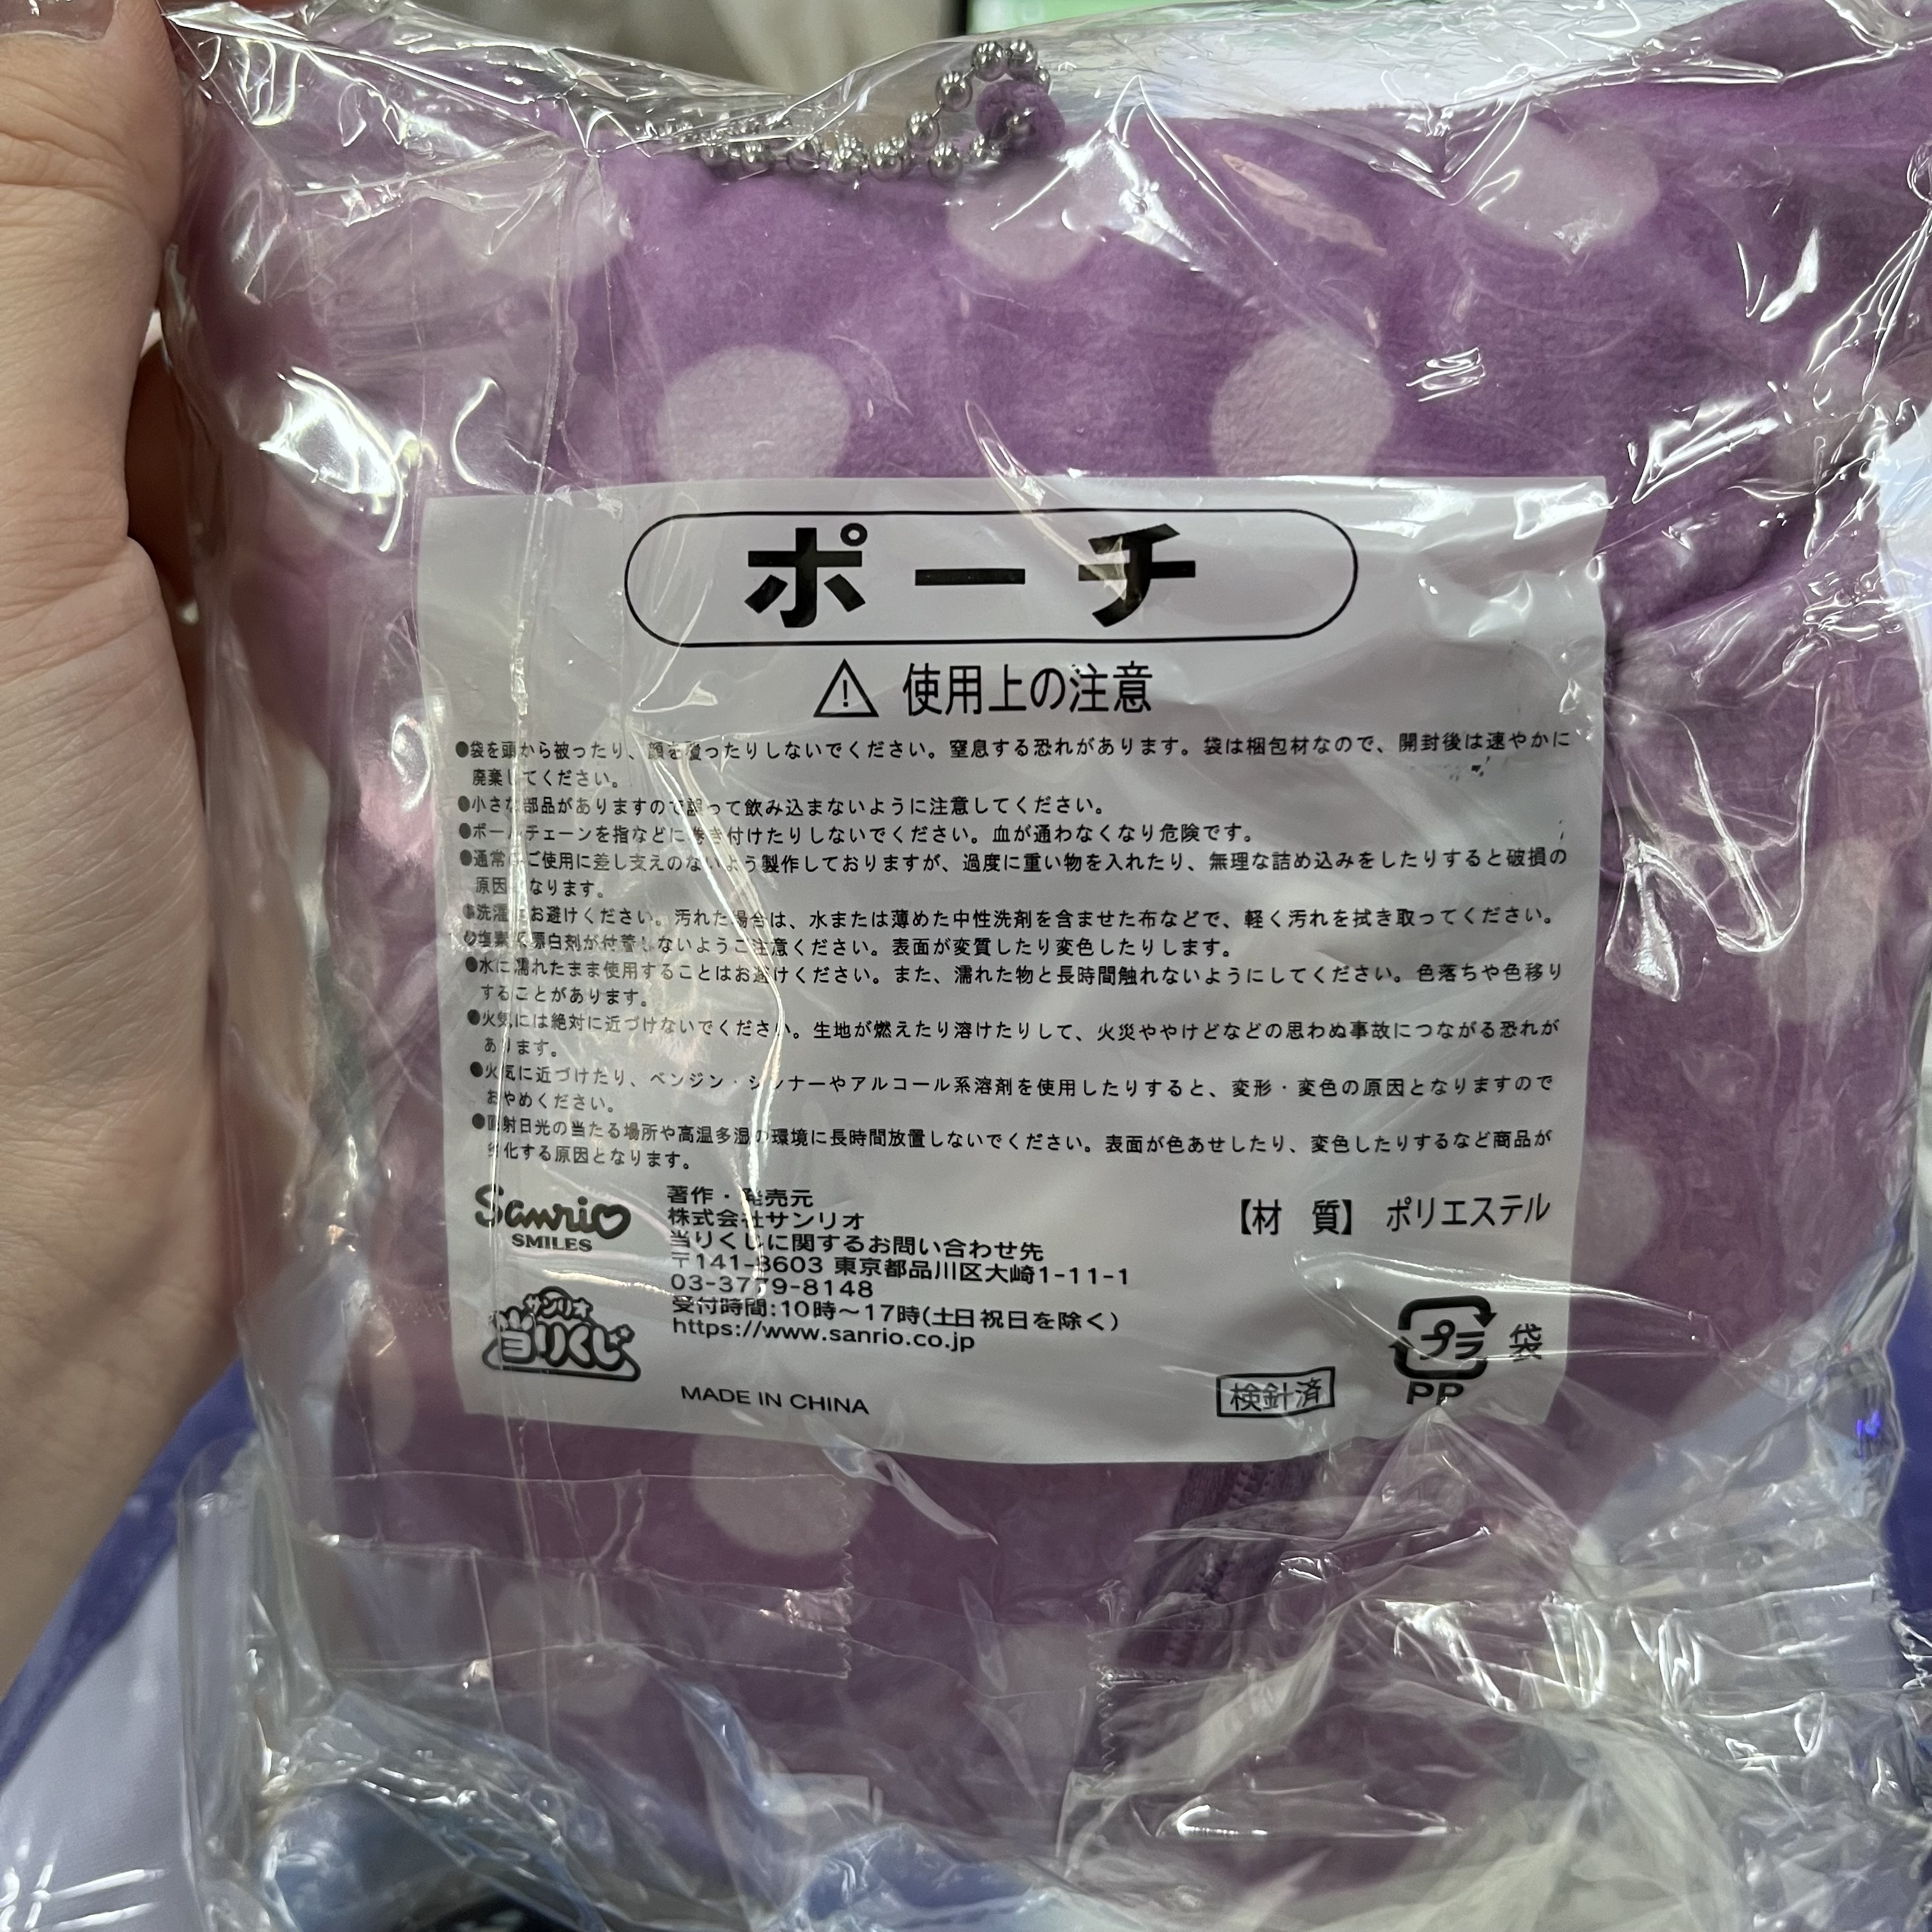 ポーチ
使用上の注意
●袋を頭から被ったり、顔を覆ったりしないでください。窒息する恐れがあります。袋は梱包材なので、開封後は速やかに
廃棄してください。
●小さな部品がありますので誤って飲み込まないように注意してください。
●ボールチェーンを指などに巻き付けたりしないでください。血が通わなくなり危険です。
●通常のご使用に差し支えのないよう製作しておりますが、過度に重い物を入れたり、無理な詰め込みをしたりすると破損の
原因となります。
●洗濯はお避けください。汚れた場合は、水または薄めた中性洗剤を含ませた布などで、軽く汚れを拭き取ってください。
●塩素系漂白剤が付着しないようご注意ください。表面が変質したり変色したりします。
●水に濡れたまま使用することはお避けください。また、濡れた物と長時間触れないようにしてください。色落ちや色移り
することがあります。
●火気には絶対に近づけないでください。生地が燃えたり溶けたりして、火災ややけどなどの思わぬ事故につながる恐れが
あります。
●火気に近づけたり、ベンジン・シンナーやアルコール系溶剤を使用したりすると、変形・変色の原因となりますので
おやめください。
●直射日光の当たる場所や高温多湿の環境に長時間放置しないでください。表面が色あせしたり、変色したりするなど商品が
劣化する原因となります。
Sanrio
SMILES
サンリオ
当りくじ
著作・発売元
株式会社サンリオ
当りくじに関するお問い合わせ先
〒141-8603 東京都品川区大崎1-11-1
03-3779-8148
受付時間:10時～17時(土日祝日を除く)
https://www.sanrio.co.jp
MADE IN CHINA
【材 質】 ポリエステル
検針済
プラ 袋
PP